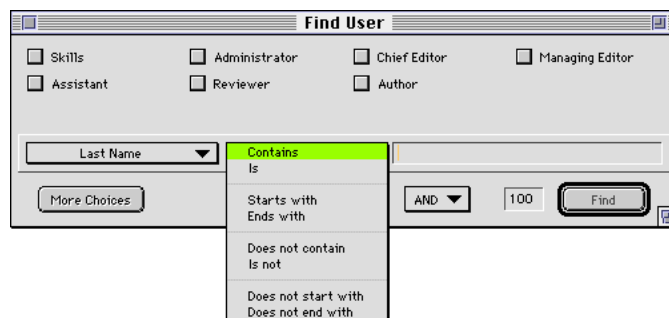 Find User
Skills
Administrator
Chief Editor
Managing Editor
Assistant
Reviewer
Author
Last Name
Contains
Is
Starts with
Ends with
Does not contain
Is not
Does not start with
Does not end with
More Choices
AND
100
Find